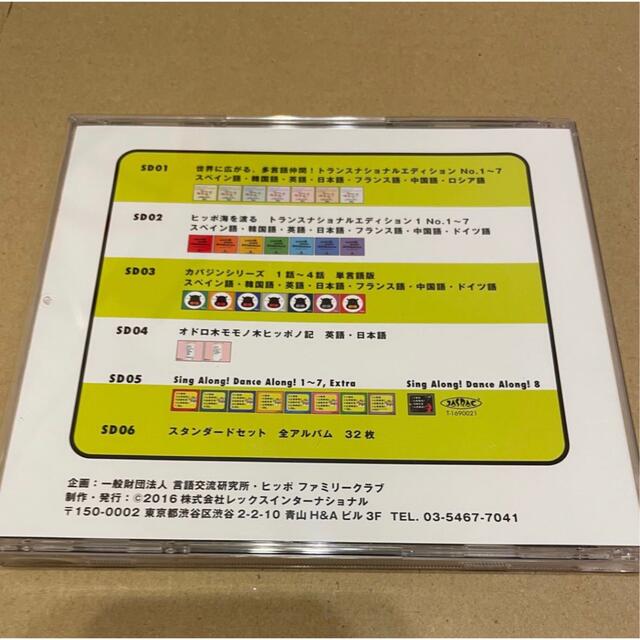 SD01 世界に広がる、多言語仲間！トランスナショナルエディション No.1～7
スペイン語・韓国語・英語・日本語・フランス語・中国語・ロシア語
SD02 ヒッポ海を渡る トランスナショナルエディション1 No.1～7
スペイン語・韓国語・英語・日本語・フランス語・中国語・ドイツ語
SD03 カバジンシリーズ 1話～4話 単言語版
スペイン語・韓国語・英語・日本語・フランス語・中国語・ドイツ語
SD04 オドロ木モモノ木ヒッポノ記 英語・日本語
SD05 Sing Along! Dance Along! 1～7, Extra Sing Along! Dance Along! 8
JASRAC
T-1690021
SD06 スタンダードセット 全アルバム 32枚
企画：一般財団法人 言語交流研究所・ヒッポ ファミリークラブ
制作・発行：©2016 株式会社レックスインターナショナル
〒150-0002 東京都渋谷区渋谷 2-2-10 青山 H&A ビル 3F TEL. 03-5467-7041